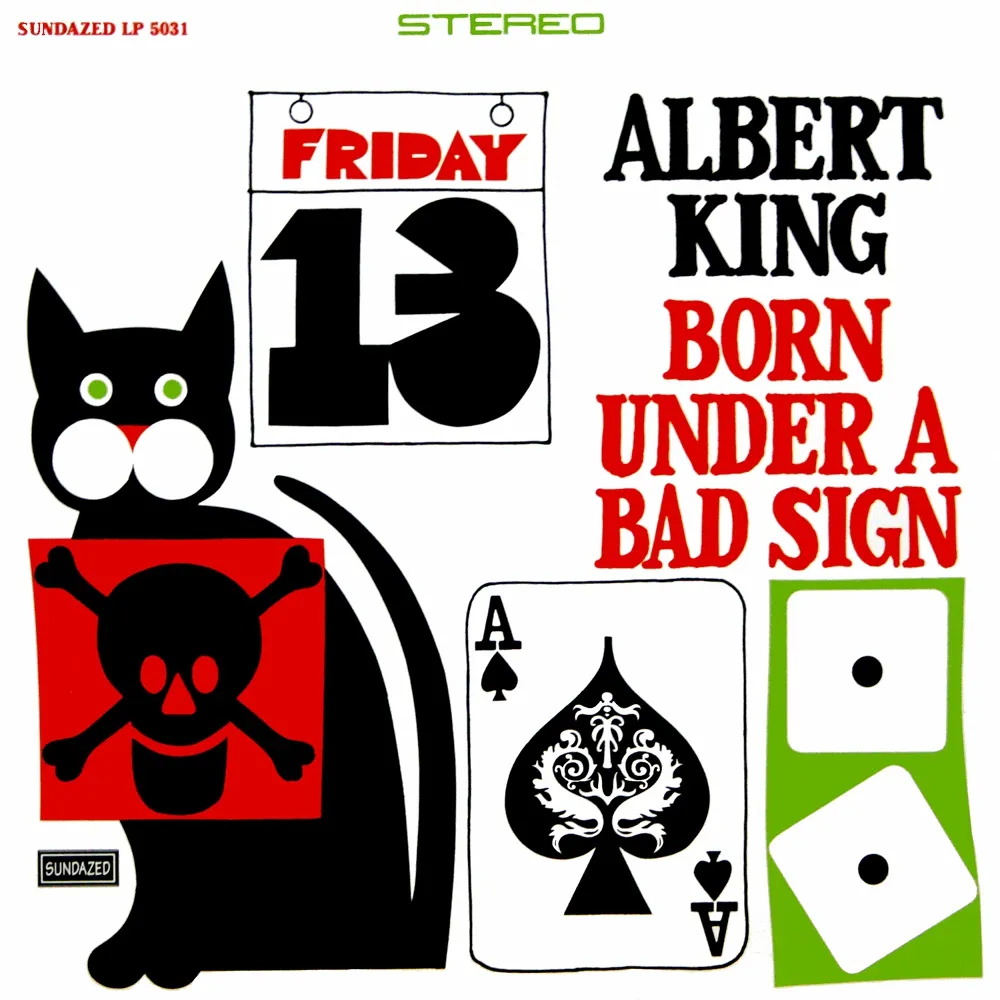 SUNDAZED LP 5031
STEREO
FRIDAY
13
ALBERT
KING
BORN
UNDER A
BAD SIGN
A
A
SUNDAZED